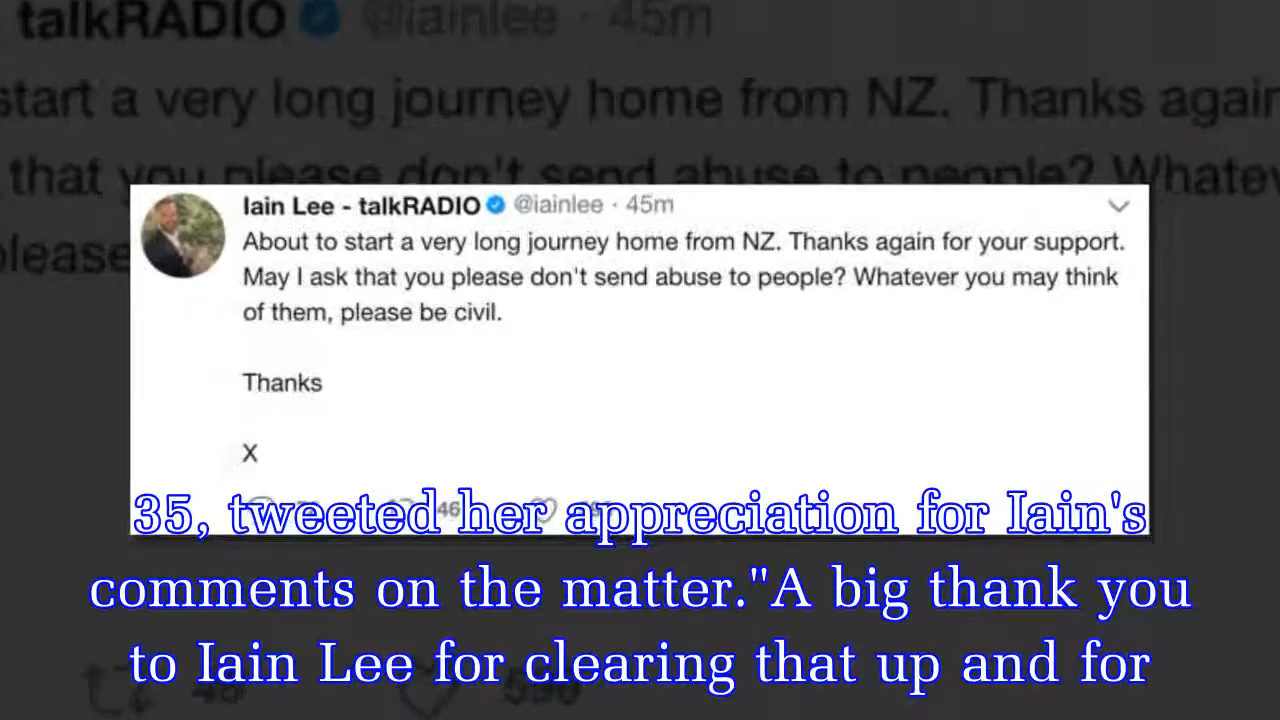 talkRADIO @iainlee · 45m
start a very long journey home from NZ. Thanks again
that you please don't send abuse to people? Whatev
please
Iain Lee - talkRADIO @iainlee · 45m
About to start a very long journey home from NZ. Thanks again for your support.
May I ask that you please don't send abuse to people? Whatever you may think
of them, please be civil.
Thanks
X
46
35, tweeted her appreciation for Iain's
comments on the matter."A big thank you
to Iain Lee for clearing that up and for
590